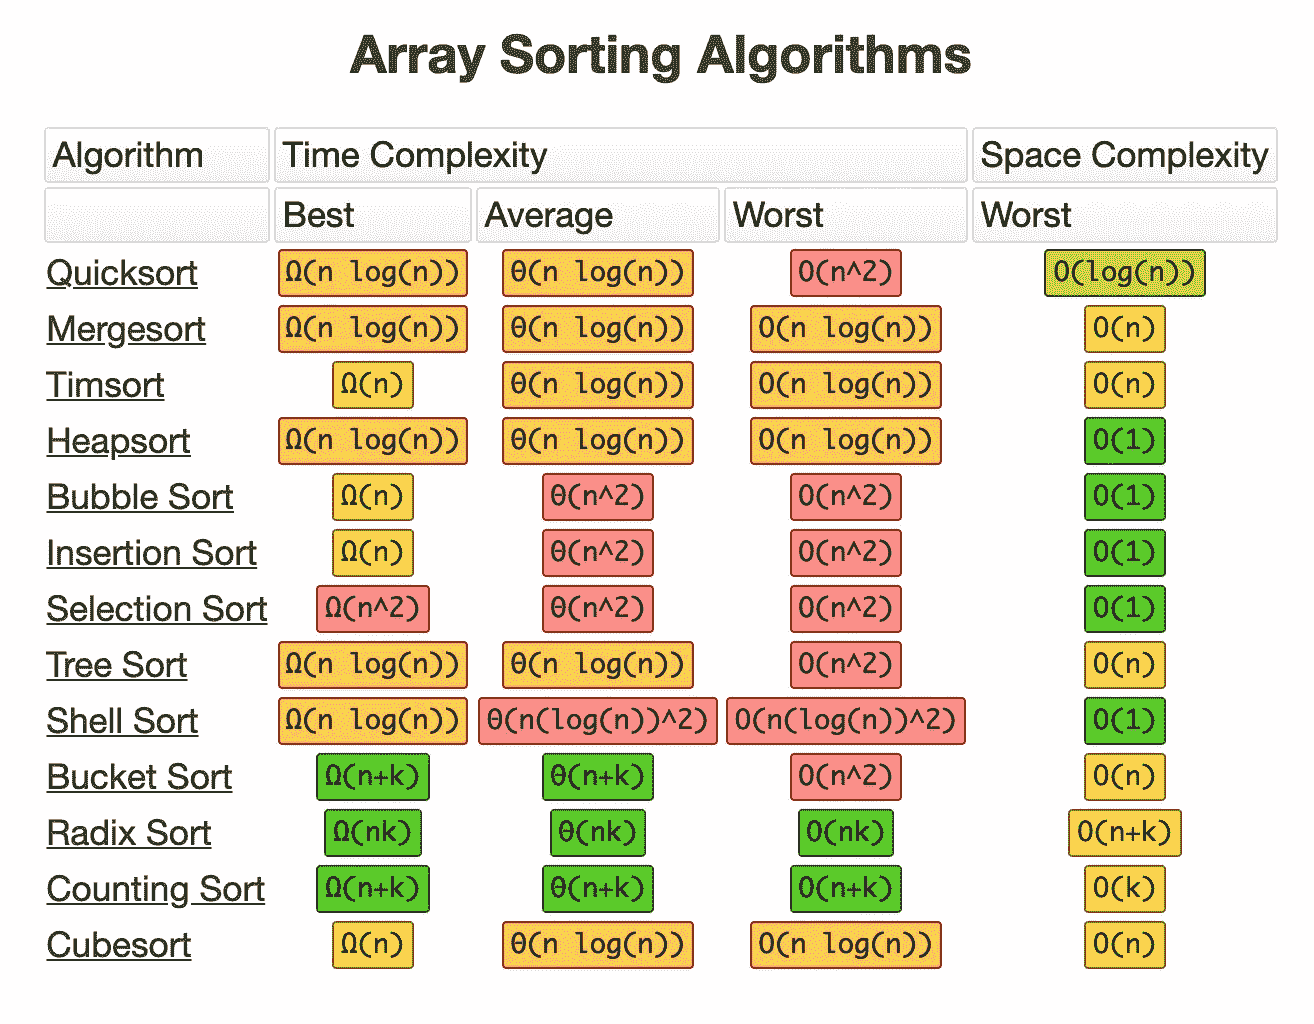 Array Sorting Algorithms
Algorithm Time Complexity Space Complexity
Best Average Worst Worst
Quicksort Ω(n log(n)) θ(n log(n)) O(n^2) O(log(n))
Mergesort Ω(n log(n)) θ(n log(n)) O(n log(n)) O(n)
Timsort Ω(n) θ(n log(n)) O(n log(n)) O(n)
Heapsort Ω(n log(n)) θ(n log(n)) O(n log(n)) O(1)
Bubble Sort Ω(n) θ(n^2) O(n^2) O(1)
Insertion Sort Ω(n) θ(n^2) O(n^2) O(1)
Selection Sort Ω(n^2) θ(n^2) O(n^2) O(1)
Tree Sort Ω(n log(n)) θ(n log(n)) O(n^2) O(n)
Shell Sort Ω(n log(n)) θ(n(log(n))^2) O(n(log(n))^2) O(1)
Bucket Sort Ω(n+k) θ(n+k) O(n^2) O(n)
Radix Sort Ω(nk) θ(nk) O(nk) O(n+k)
Counting Sort Ω(n+k) θ(n+k) O(n+k) O(k)
Cubesort Ω(n) θ(n log(n)) O(n log(n)) O(n)